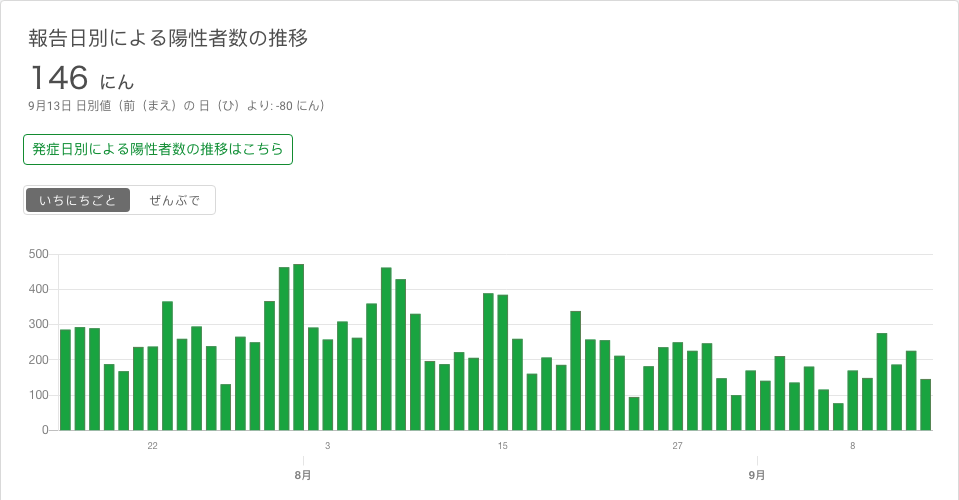 報告日別による陽性者数の推移
146 にん
9月13日 日別値（前（まえ）の 日（ひ）より: -80 にん）
発症日別による陽性者数の推移はこちら
いちにちごと ぜんぶで
500
400
300
200
100
0
22 3 15 27 8
8月 9月